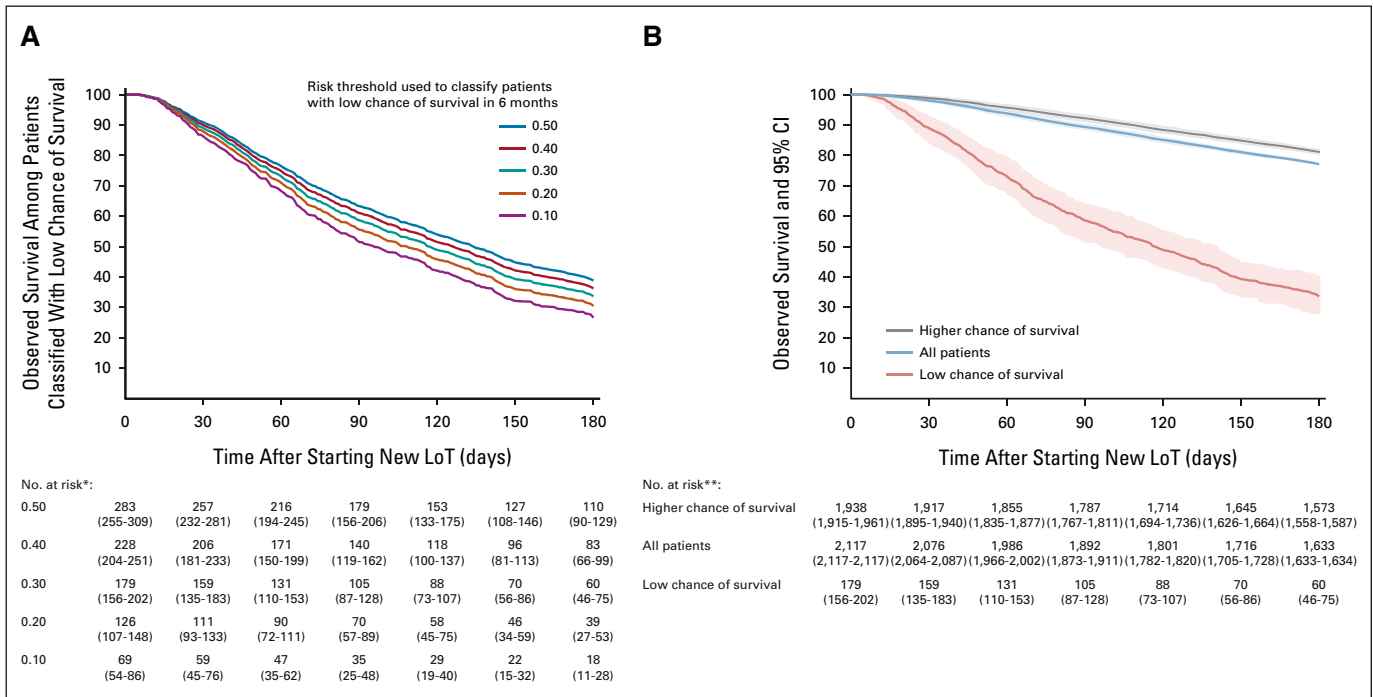 A
Observed Survival Among Patients
Classified With Low Chance of Survival
100
90
80
70
60
50
40
30
20
10
Risk threshold used to classify patients
with low chance of survival in 6 months
0.50
0.40
0.30
0.20
0.10
0 30 60 90 120 150 180
Time After Starting New LoT (days)
No. at risk*:
0.50 283 257 216 179 153 127 110
(255-309) (232-281) (194-245) (156-206) (133-175) (108-146) (90-129)
0.40 228 206 171 140 118 96 83
(204-251) (181-233) (150-199) (119-162) (100-137) (81-113) (66-99)
0.30 179 159 131 105 88 70 60
(156-202) (135-183) (110-153) (87-128) (73-107) (56-86) (46-75)
0.20 126 111 90 70 58 46 39
(107-148) (93-133) (72-111) (57-89) (45-75) (34-59) (27-53)
0.10 69 59 47 35 29 22 18
(54-86) (45-76) (35-62) (25-48) (19-40) (15-32) (11-28)
B
Observed Survival and 95% CI
100
90
80
70
60
50
40
30
20
10
Higher chance of survival
All patients
Low chance of survival
0 30 60 90 120 150 180
Time After Starting New LoT (days)
No. at risk**:
Higher chance of survival 1,938 1,917 1,855 1,787 1,714 1,645 1,573
(1,915-1,961) (1,895-1,940) (1,835-1,877) (1,767-1,811) (1,694-1,736) (1,626-1,664) (1,558-1,587)
All patients 2,117 2,076 1,986 1,892 1,801 1,716 1,633
(2,117-2,117) (2,064-2,087) (1,966-2,002) (1,873-1,911) (1,782-1,820) (1,705-1,728) (1,633-1,634)
Low chance of survival 179 159 131 105 88 70 60
(156-202) (135-183) (110-153) (87-128) (73-107) (56-86) (46-75)